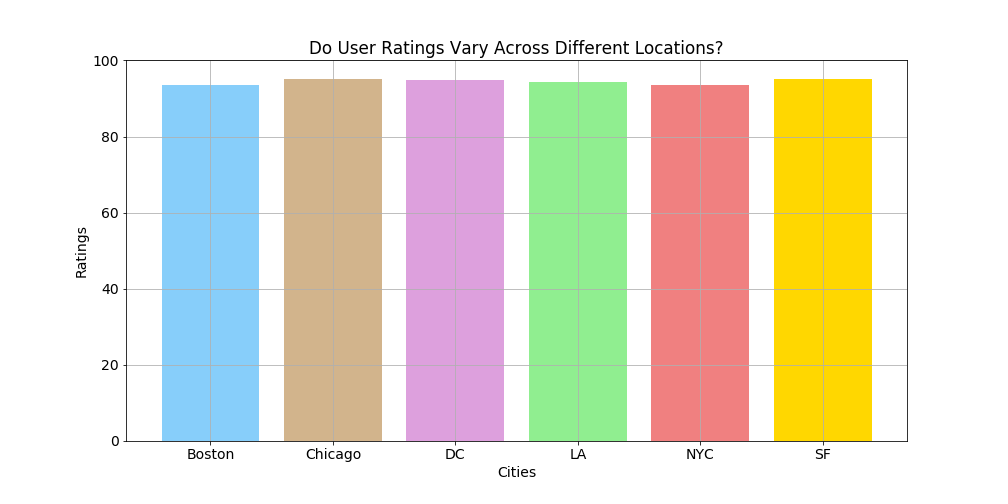 Do User Ratings Vary Across Different Locations?
100
80
60
40
20
0
Ratings
Boston Chicago DC LA NYC SF
Cities